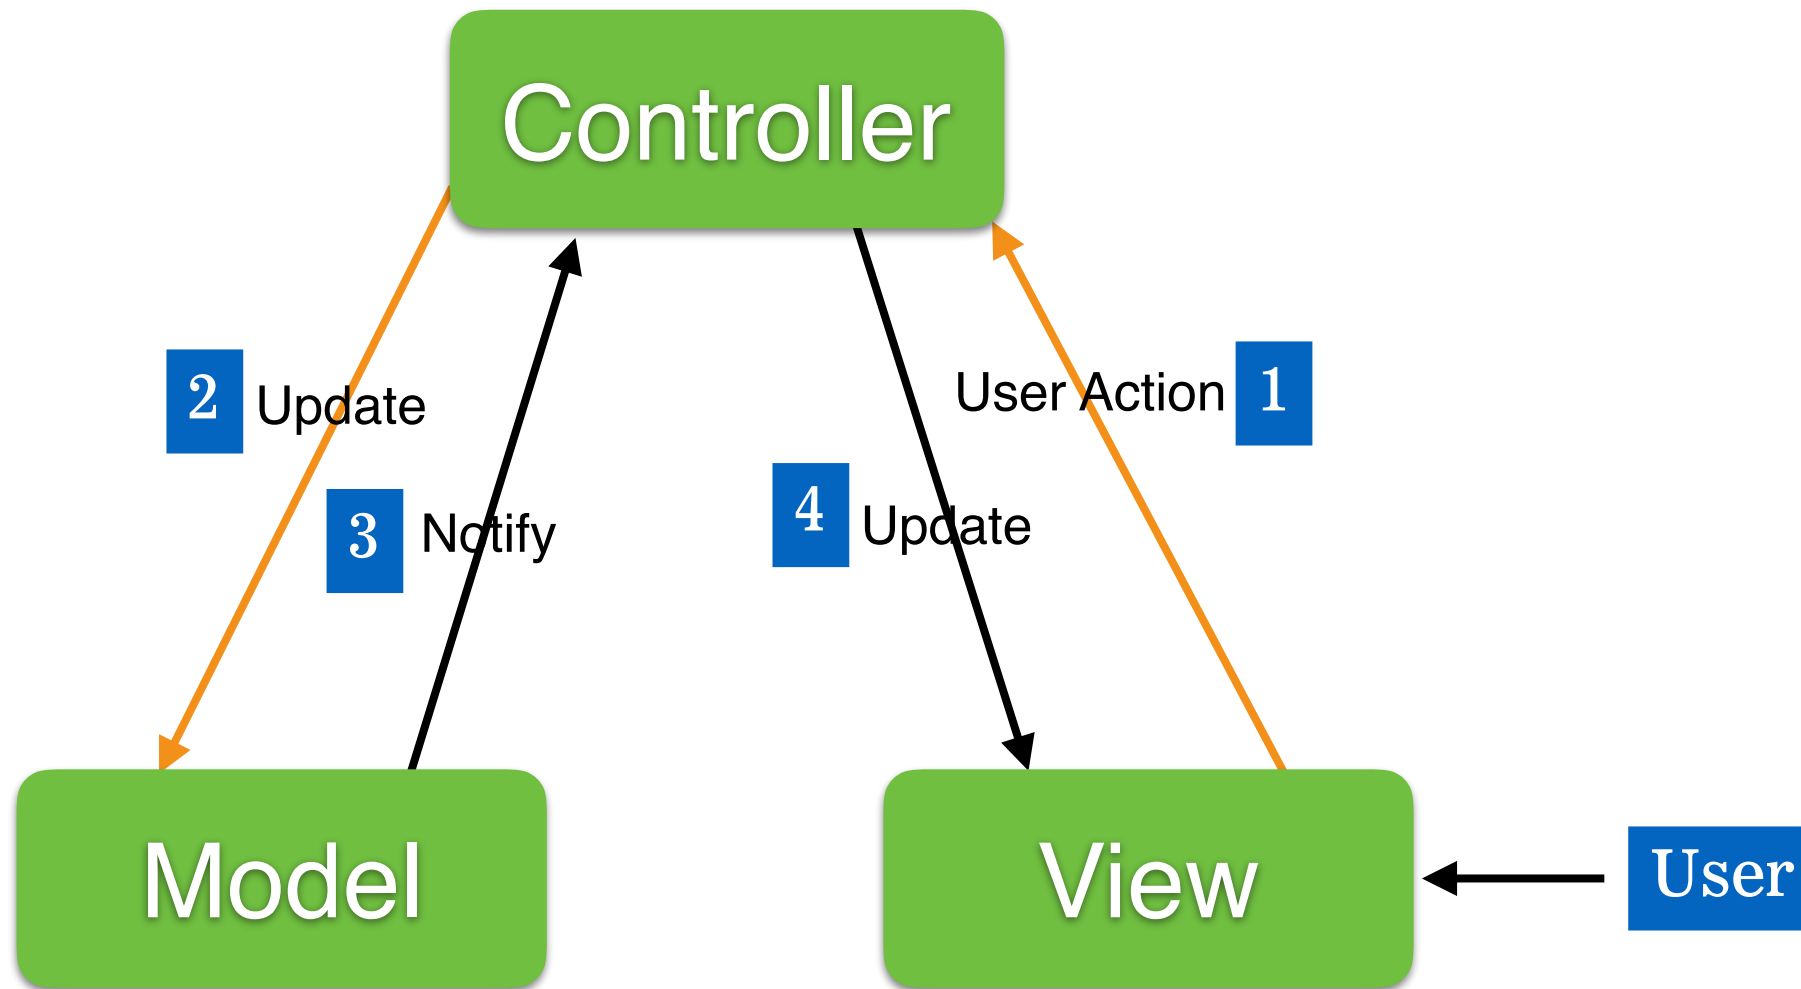 Controller
User Action 1
2 Update
4 Update
3 Notify
Model
View
User